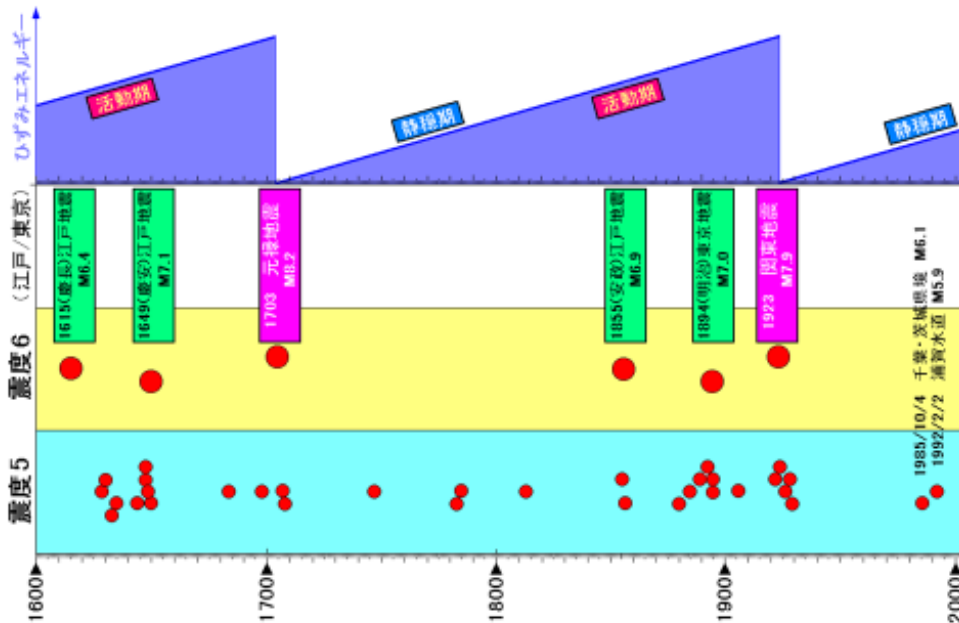 ひずみエネルギー
活動期
静穏期
活動期
静穏期
(江戸/東京)
1615(慶長)江戸地震
M6.4
1649(慶安)江戸地震
M7.1
1703 元禄地震
M8.2
1855(安政)江戸地震
M6.9
1894(明治)東京地震
M7.0
1923 関東地震
M7.9
1985/10/4 千葉・茨城県境 M6.1
1992/2/2 浦賀水道 M5.9
震度6
震度5
1600
1700
1800
1900
2000